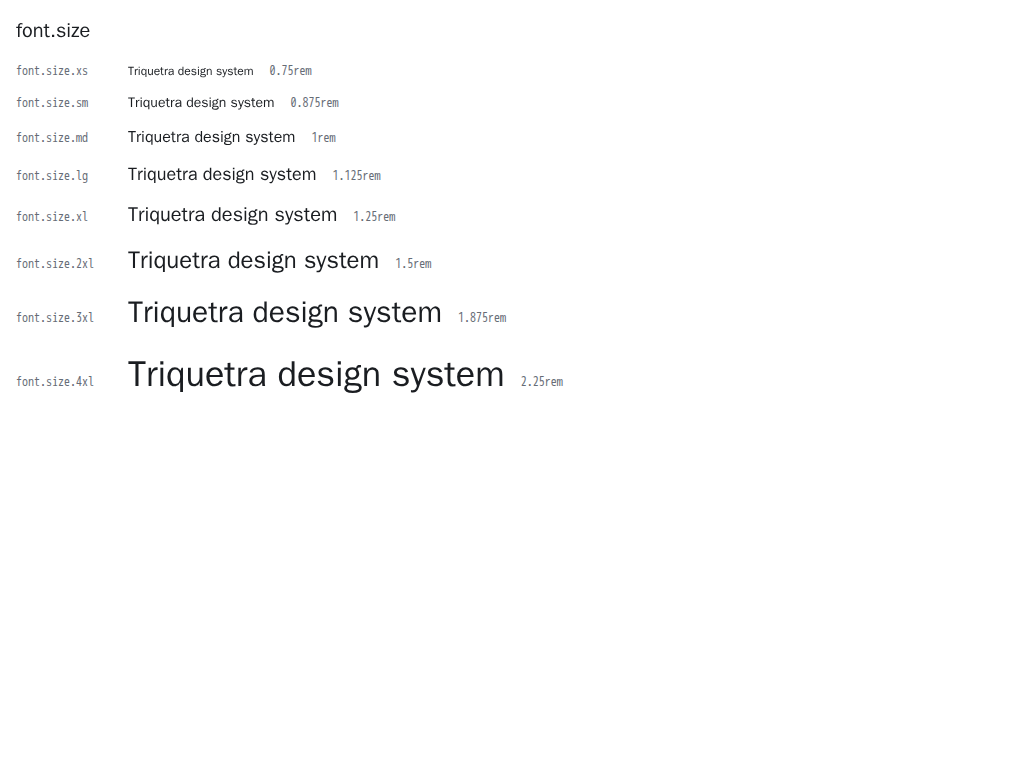 font.size
font.size.xs Triquetra design system 0.75rem
font.size.sm Triquetra design system 0.875rem
font.size.md Triquetra design system 1rem
font.size.lg Triquetra design system 1.125rem
font.size.xl Triquetra design system 1.25rem
font.size.2xl Triquetra design system 1.5rem
font.size.3xl Triquetra design system 1.875rem
font.size.4xl Triquetra design system 2.25rem